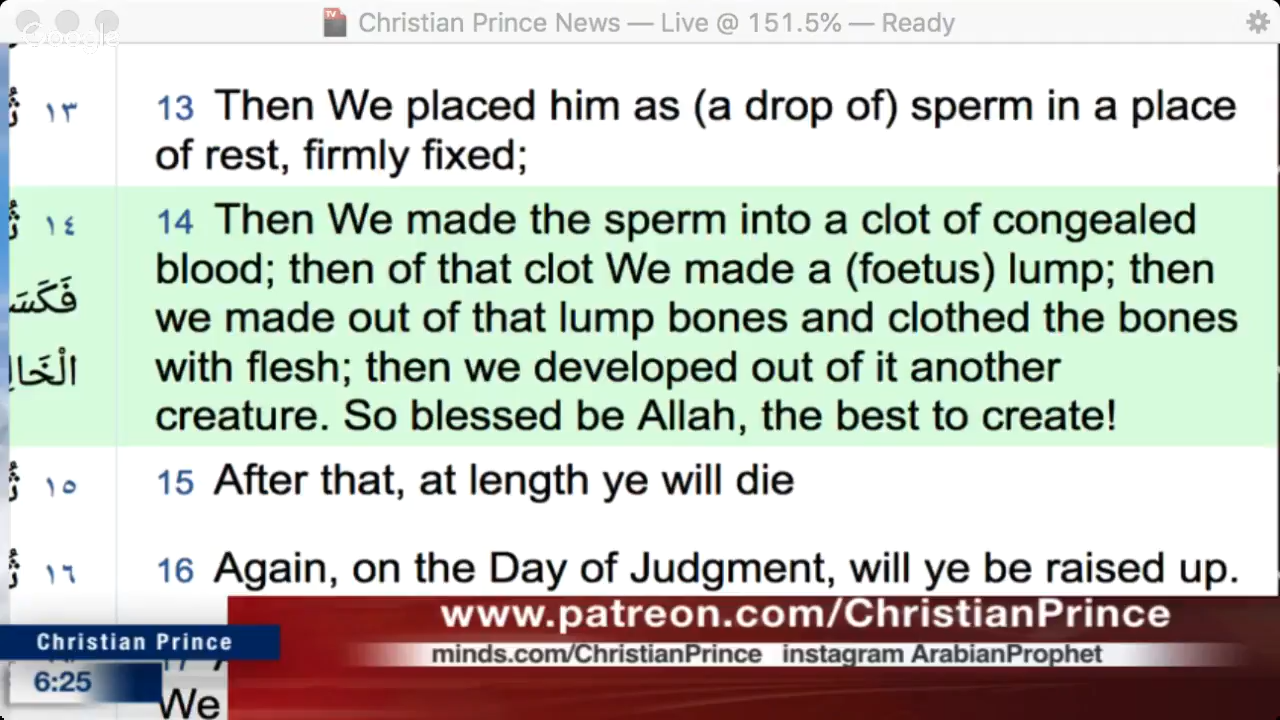 Christian Prince News — Live @ 151.5% — Ready
Google
١٣ 13 Then We placed him as (a drop of) sperm in a place
of rest, firmly fixed;
١٤ 14 Then We made the sperm into a clot of congealed
blood; then of that clot We made a (foetus) lump; then
we made out of that lump bones and clothed the bones
with flesh; then we developed out of it another
creature. So blessed be Allah, the best to create!
١٥ 15 After that, at length ye will die
١٦ 16 Again, on the Day of Judgment, will ye be raised up.
www.patreon.com/ChristianPrince
Christian Prince
minds.com/ChristianPrince instagram ArabianProphet
6:25
We